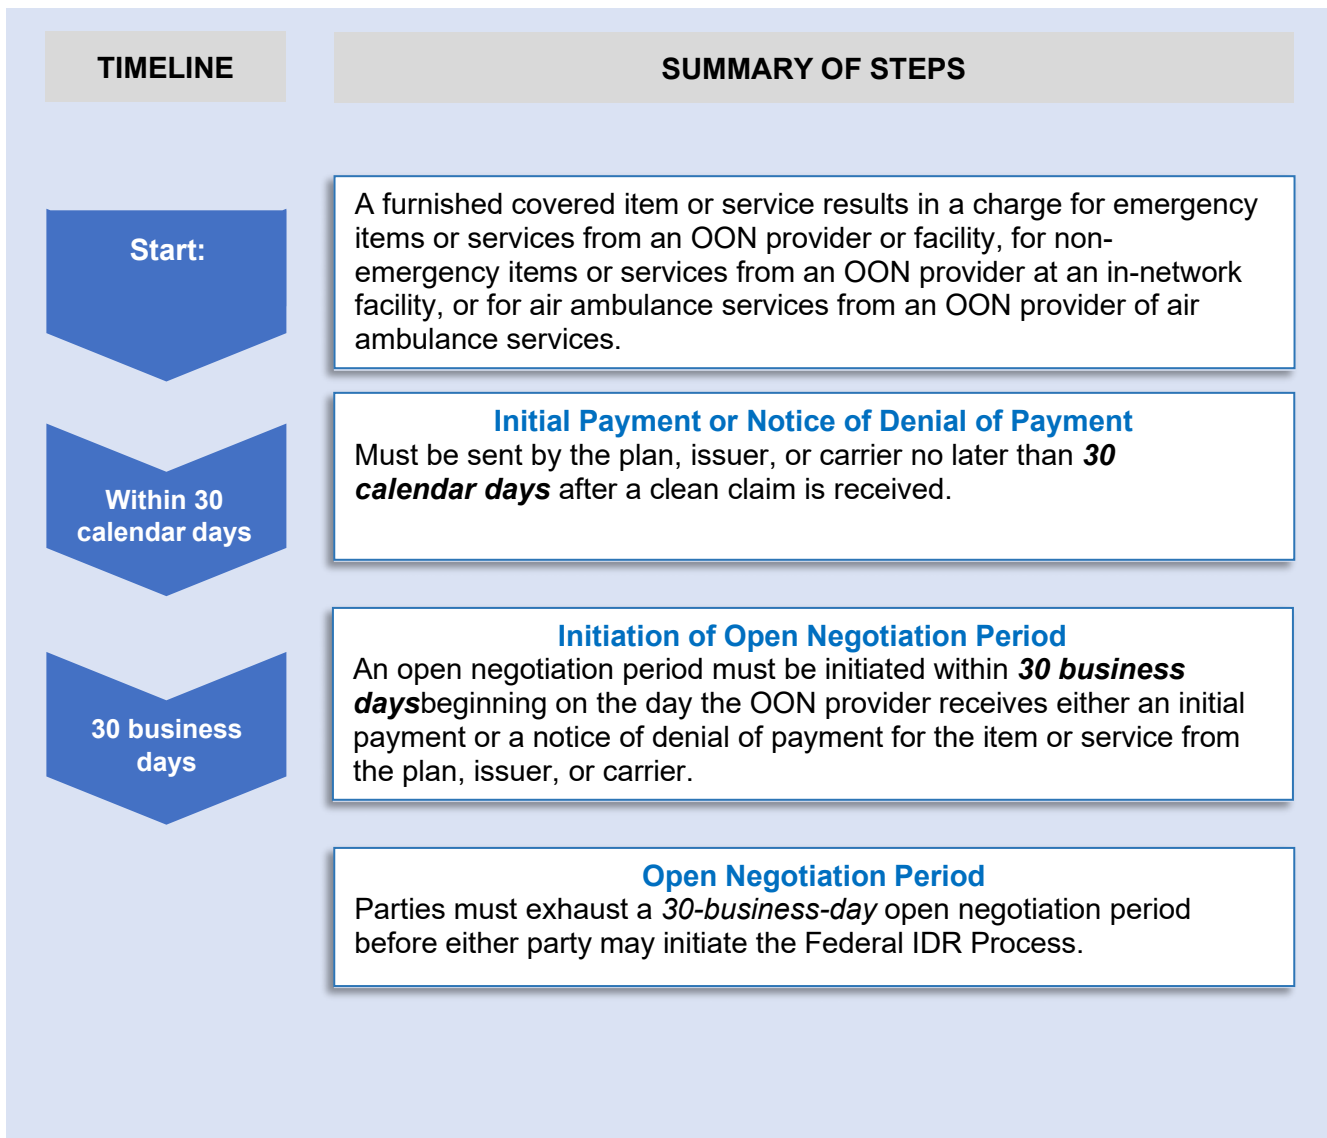 TIMELINE
SUMMARY OF STEPS
Start:
A furnished covered item or service results in a charge for emergency
items or services from an OON provider or facility, for non-
emergency items or services from an OON provider at an in-network
facility, or for air ambulance services from an OON provider of air
ambulance services.
Within 30
calendar days
Initial Payment or Notice of Denial of Payment
Must be sent by the plan, issuer, or carrier no later than 30
calendar days after a clean claim is received.
30 business
days
Initiation of Open Negotiation Period
An open negotiation period must be initiated within 30 business
daysbeginning on the day the OON provider receives either an initial
payment or a notice of denial of payment for the item or service from
the plan, issuer, or carrier.
Open Negotiation Period
Parties must exhaust a 30-business-day open negotiation period
before either party may initiate the Federal IDR Process.